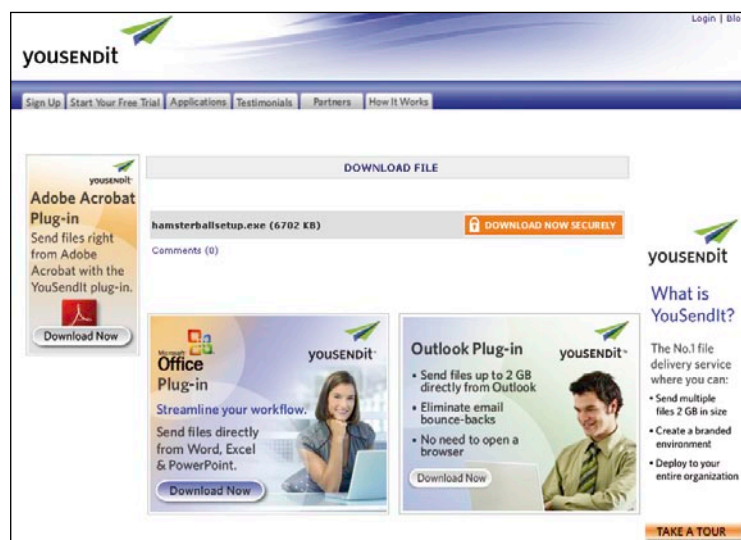 Login | Blo
YOUSENDit
Sign Up
Start Your Free Trial
Applications
Testimonials
Partners
How It Works
DOWNLOAD FILE
YOUSENDit
Adobe Acrobat
Plug-in
Send files right
from Adobe
Acrobat with the
YouSendIt plug-in.
Download Now
hamsterballsetup.exe (6702 KB)
DOWNLOAD NOW SECURELY
Comments (0)
Microsoft
Office
YOUSENDit
Plug-in
Streamline your workflow.
Send files directly
from Word, Excel
& PowerPoint.
Download Now
Outlook Plug-in
YOUSENDit™
• Send files up to 2 GB
directly from Outlook
• Eliminate email
bounce-backs
• No need to open a
browser
Download Now
YOUSENDit
What is
YouSendIt?
The No.1 file
delivery service
where you can:
• Send multiple
files 2 GB in size
• Create a branded
environment
• Deploy to your
entire organization
TAKE A TOUR